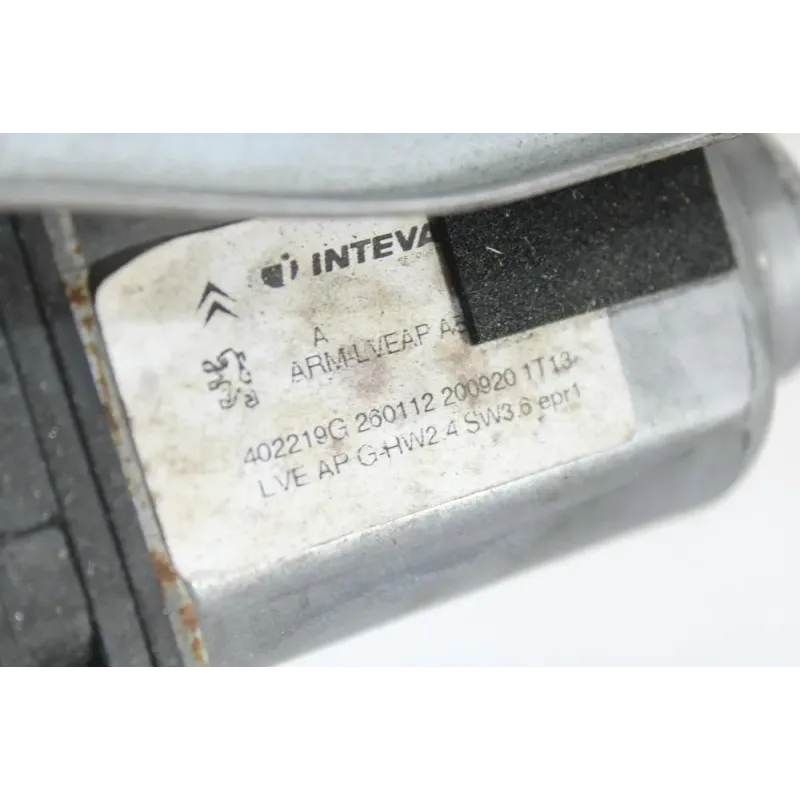 INTEVA
A
ARM-LVEAP
402219G 260112 200920 1T13
LVE AP G-HW2.4 SW3.6 epr1